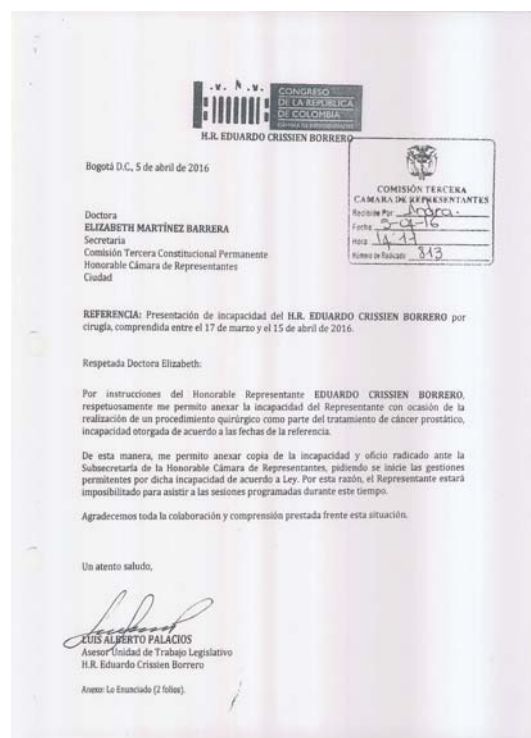 CONGRESO
DE LA REPÚBLICA
DE COLOMBIA
H.R. EDUARDO CRISSIEN BORRERO
Bogotá D.C., 5 de abril de 2016
COMISIÓN TERCERA
CAMARA DE REPRESENTANTES
Recibido Por
Fecha 5-04-16
Hora 14:17
Número de Radicado 813
Doctora
ELIZABETH MARTÍNEZ BARRERA
Secretaria
Comisión Tercera Constitucional Permanente
Honorable Cámara de Representantes
Ciudad
REFERENCIA: Presentación de incapacidad del H.R. EDUARDO CRISSIEN BORRERO por
cirugía, comprendida entre el 17 de marzo y el 15 de abril de 2016.
Respetada Doctora Elizabeth:
Por instrucciones del Honorable Representante EDUARDO CRISSIEN BORRERO,
respetuosamente me permito anexar la incapacidad del Representante con ocasión de la
realización de un procedimiento quirúrgico como parte del tratamiento de cáncer prostático,
incapacidad otorgada de acuerdo a las fechas de la referencia.
De esta manera, me permito anexar copia de la incapacidad y oficio radicado ante la
Subsecretaría de la Honorable Cámara de Representantes, pidiendo se inicie las gestiones
permitentes por dicha incapacidad de acuerdo a Ley. Por esta razón, el Representante estará
imposibilitado para asistir a las sesiones programadas durante este tiempo.
Agradecemos toda la colaboración y comprensión prestada frente esta situación.
Un atento saludo,
LUIS ALBERTO PALACIOS
Asesor Unidad de Trabajo Legislativo
H.R. Eduardo Crissien Borrero
Anexo: Lo Enunciado (2 folios).